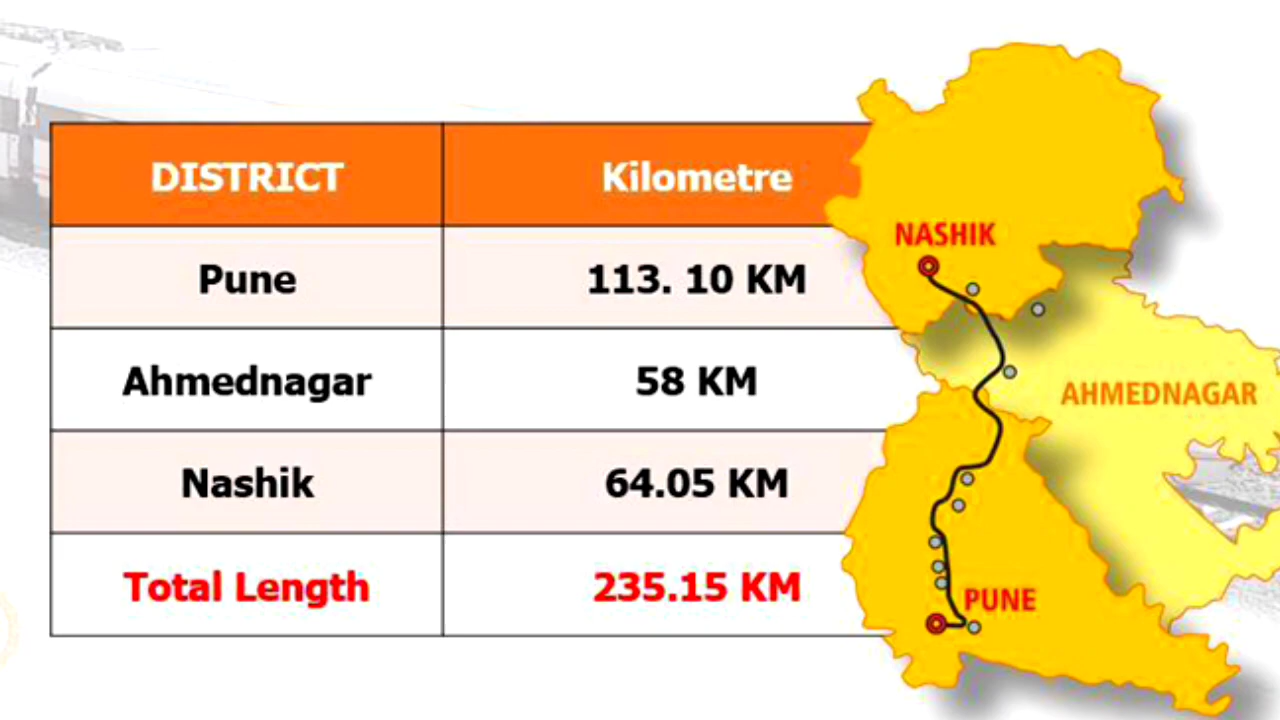 DISTRICT Kilometre
Pune 113. 10 KM
Ahmednagar 58 KM
Nashik 64.05 KM
Total Length 235.15 KM
NASHIK
AHMEDNAGAR
PUNE